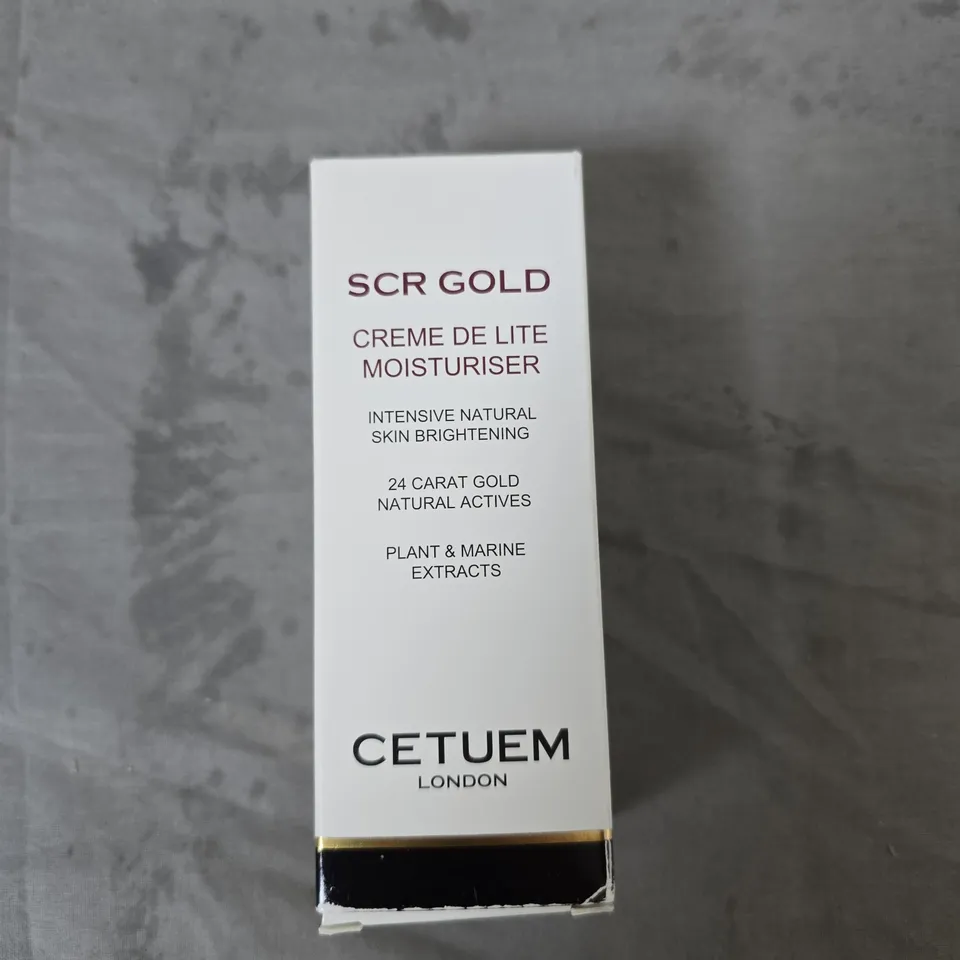 SCR GOLD
CREME DE LITE
MOISTURISER
INTENSIVE NATURAL
SKIN BRIGHTENING
24 CARAT GOLD
NATURAL ACTIVES
PLANT & MARINE
EXTRACTS
CETUEM
LONDON